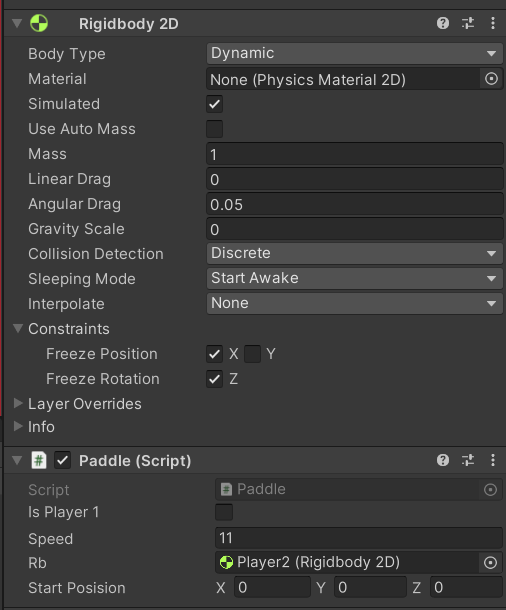 Rigidbody 2D
Body Type Dynamic
Material None (Physics Material 2D)
Simulated
Use Auto Mass
Mass 1
Linear Drag 0
Angular Drag 0.05
Gravity Scale 0
Collision Detection Discrete
Sleeping Mode Start Awake
Interpolate None
Constraints
Freeze Position X Y
Freeze Rotation Z
Layer Overrides
Info
# Paddle (Script)
Script # Paddle
Is Player 1
Speed 11
Rb Player2 (Rigidbody 2D)
Start Posision X 0 Y 0 Z 0